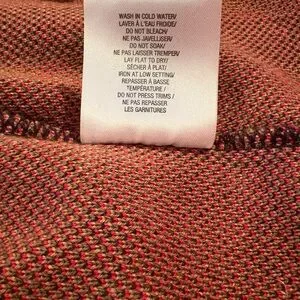 WASH IN COLD WATER/
LAVER À L'EAU FROIDE/
DO NOT BLEACH/
NE PAS JAVELLISER/
DO NOT SOAK/
NE PAS LAISSER TREMPER/
LAY FLAT TO DRY/
SÉCHER À PLAT/
IRON AT LOW SETTING/
REPASSER À BASSE
TEMPÉRATURE /
DO NOT PRESS TRIMS /
NE PAS REPASSER
LES GARNITURES